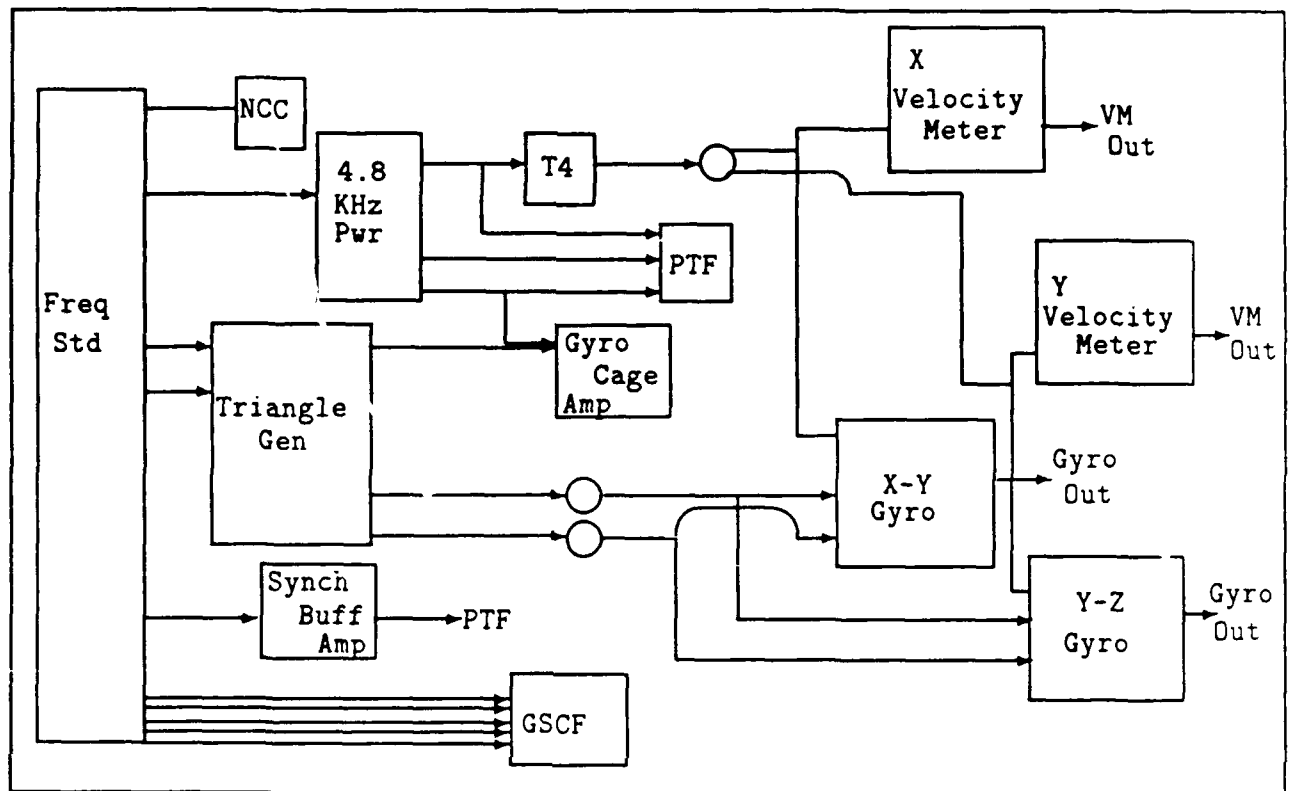 X
Velocity
Meter
VM
Out
NCC
4.8
KHz
Pwr
T4
PTF
Freq
Std
Y
Velocity
Meter
VM
Out
Gyro
Cage
Amp
Triangle
Gen
X-Y
Gyro
Gyro
Out
Synch
Buff
Amp
PTF
Y-Z
Gyro
Gyro
Out
GSCF